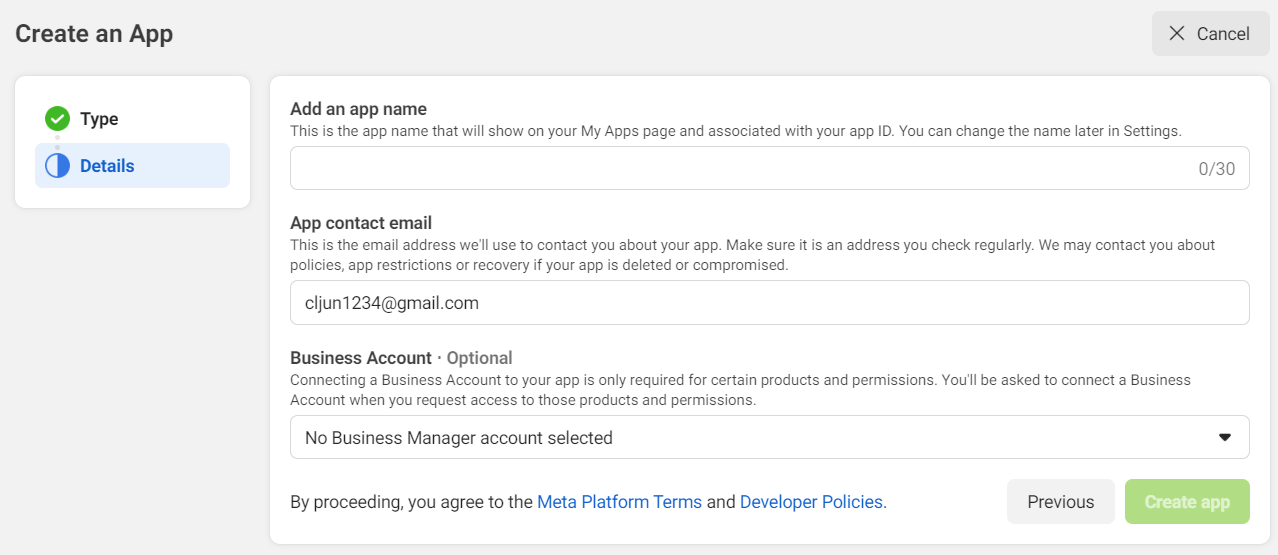 Create an App
Cancel
Type
Details
Add an app name
This is the app name that will show on your My Apps page and associated with your app ID. You can change the name later in Settings.
0/30
App contact email
This is the email address we'll use to contact you about your app. Make sure it is an address you check regularly. We may contact you about
policies, app restrictions or recovery if your app is deleted or compromised.
cljun1234@gmail.com
Business Account · Optional
Connecting a Business Account to your app is only required for certain products and permissions. You'll be asked to connect a Business
Account when you request access to those products and permissions.
No Business Manager account selected
By proceeding, you agree to the Meta Platform Terms and Developer Policies.
Previous
Create app